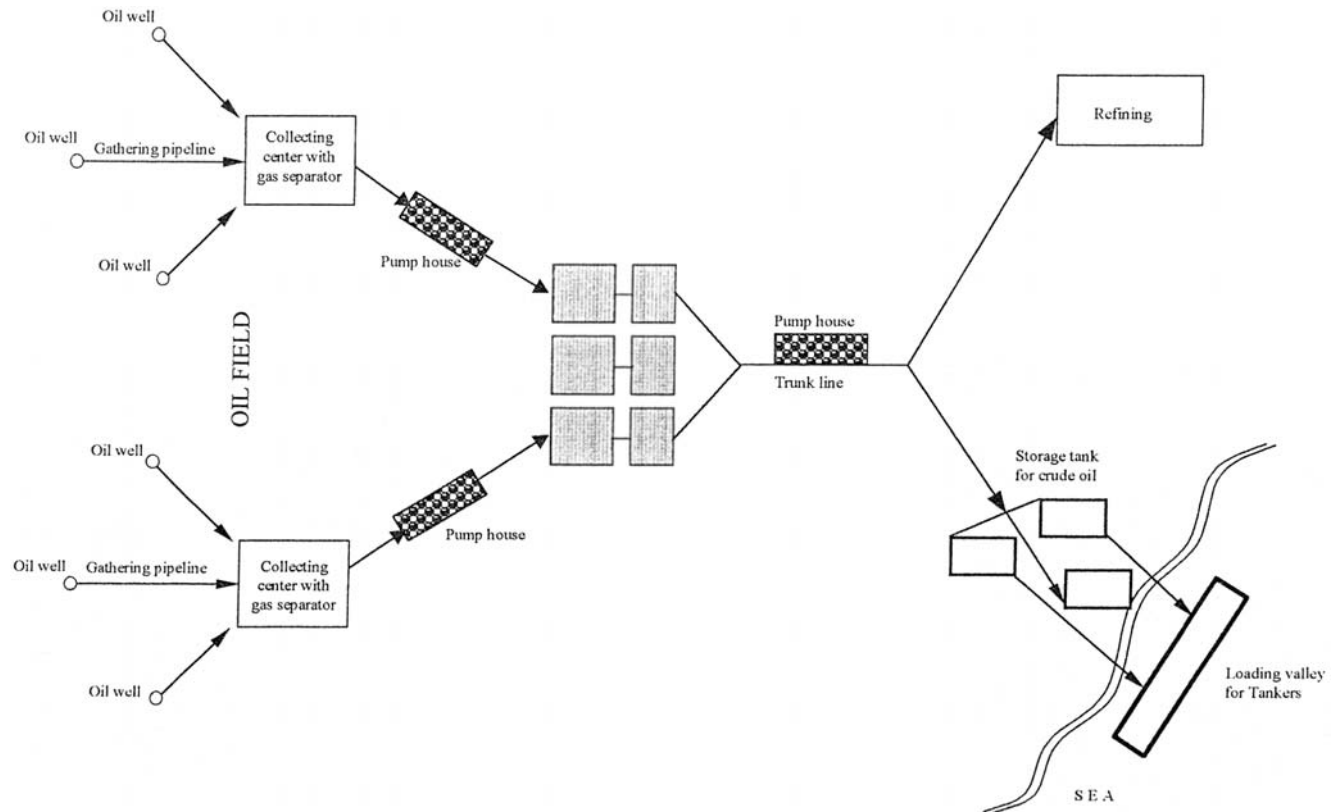 Oil well
Oil well
Gathering pipeline
Collecting
center with
gas separator
Oil well
Pump house
OIL FIELD
Refining
Pump house
Trunk line
Oil well
Oil well
Gathering pipeline
Collecting
center with
gas separator
Oil well
Pump house
Storage tank
for crude oil
Loading valley
for Tankers
S E A